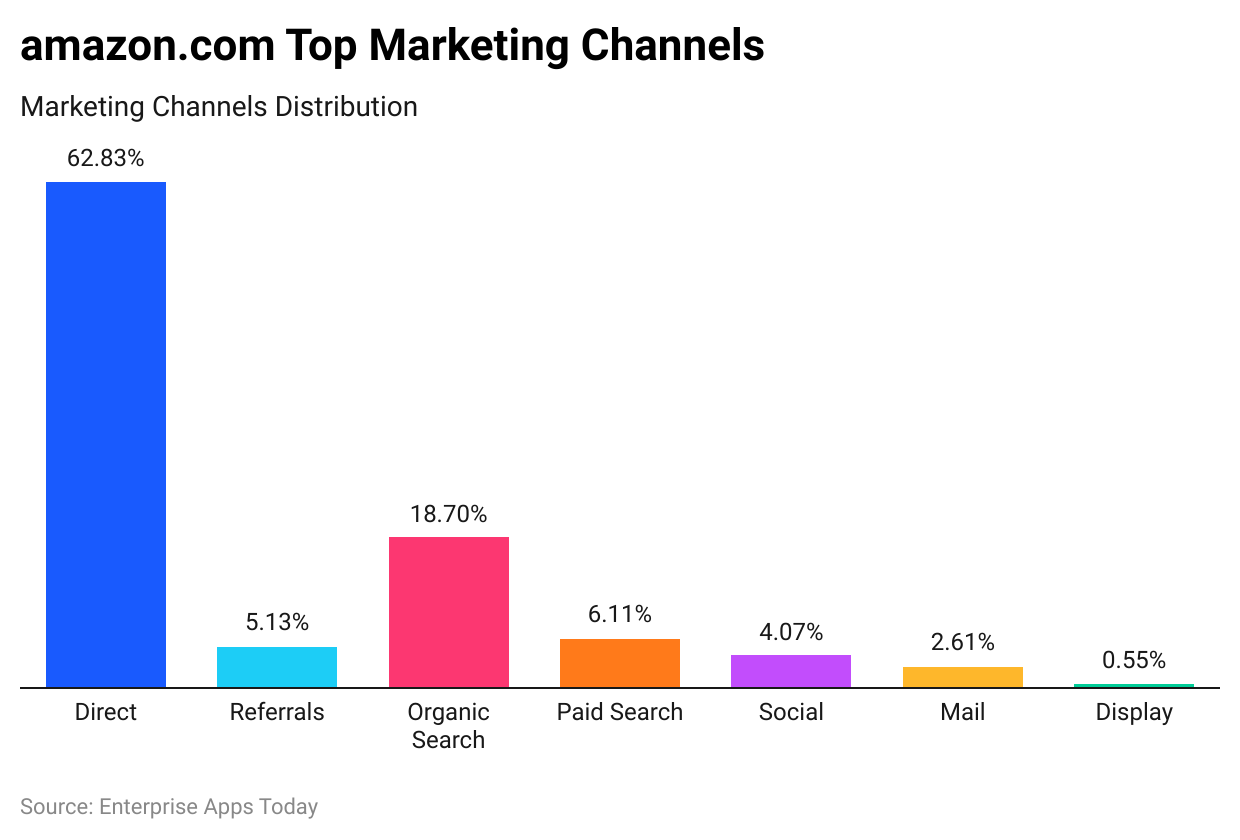 amazon.com Top Marketing Channels
Marketing Channels Distribution
62.83%
5.13%
18.70%
6.11%
4.07%
2.61%
0.55%
Direct
Referrals
Organic
Search
Paid Search
Social
Mail
Display
Source: Enterprise Apps Today